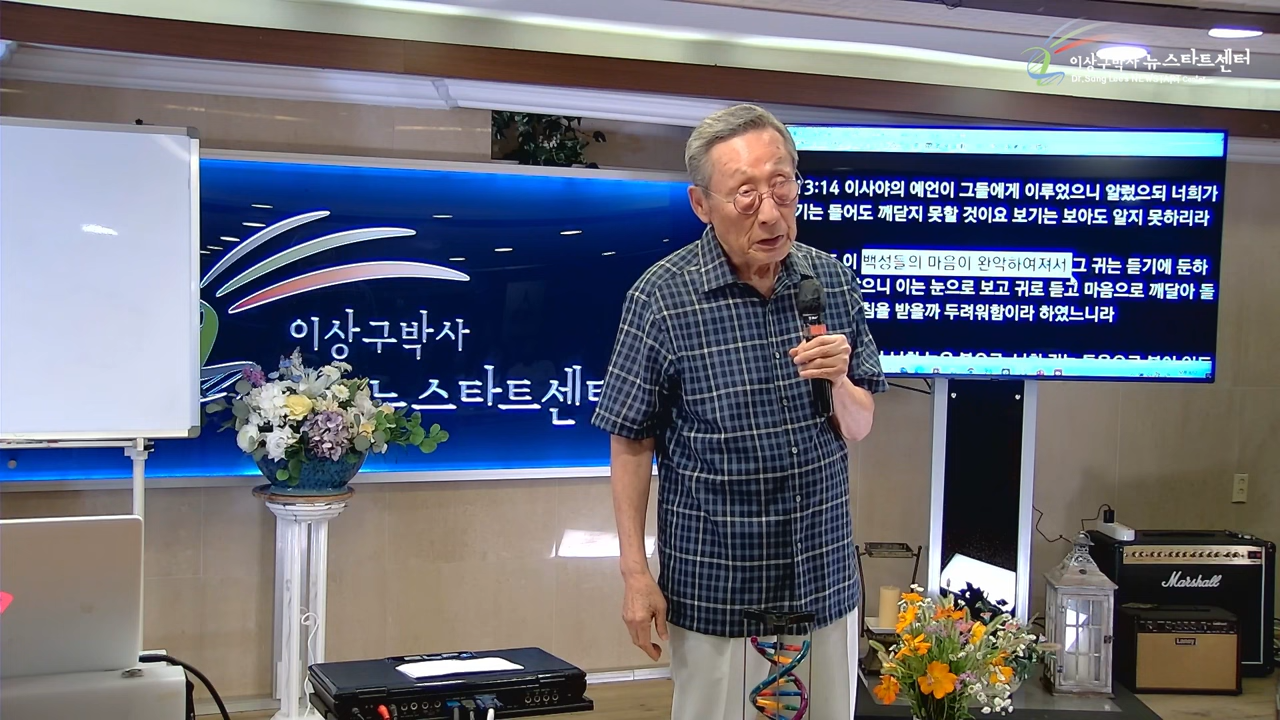 이상구박사 뉴스타트센터
13:14 이사야의 예언이 그들에게 이루었으니 알렀으되 너희가
기는 들어도 깨닫지 못할 것이요 보기는 보아도 알지 못하리라
이 백성들의 마음이 완악하여져서 그 귀는 듣기에 둔하
으니 이는 눈으로 보고 귀로 듣고 마음으로 깨달아 돌
침을 받을까 두려워함이라 하였느니라
이상구박사
뉴스타트센터
Marshall
Laney